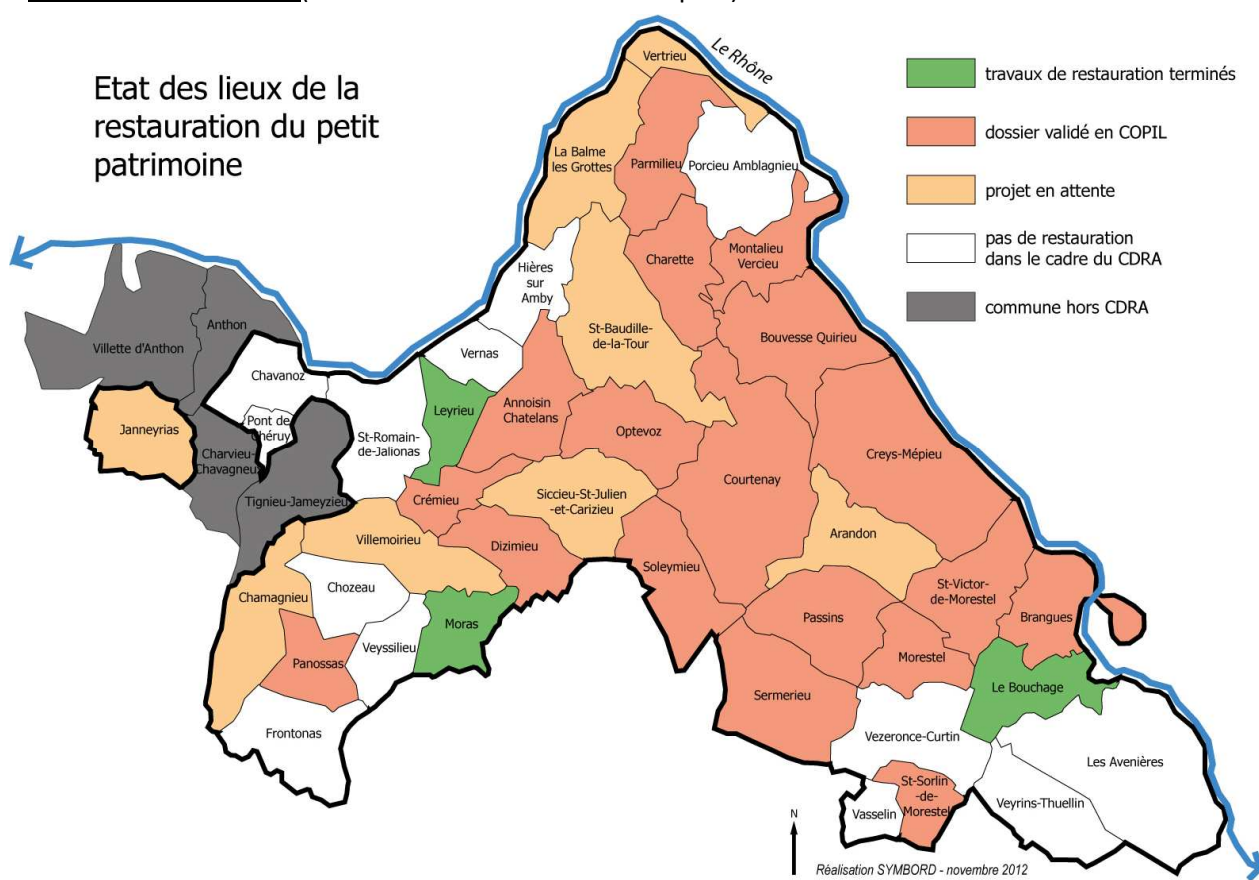 Etat des lieux de la
restauration du petit
patrimoine
Le Rhône
travaux de restauration terminés
dossier validé en COPIL
projet en attente
pas de restauration
dans le cadre du CDRA
commune hors CDRA
Vertrieu
La Balme
les Grottes
Parmilieu
Porcieu Amblagnieu
Hières
sur
Amby
Charette
Montalieu
Vercieu
St-Baudille-
de-la-Tour
Bouvesse Quirieu
Anthon
Villette d'Anthon
Chavanoz
Vernas
Leyrieu
Annoisin
Chatelans
Optevoz
Janneyrias
Pont de
Chéruy
St-Romain-
de-Jalionas
Charvieu-
Chavagneu
Creys-Mépieu
Courtenay
Tignieu-Jameyzieu
Crémieu
Siccieu-St-Julien
-et-Carizieu
Villemoirieu
Dizimieu
Arandon
Soleymieu
Chozeau
Chamagnieu
St-Victor-
de-Morestel
Moras
Passins
Brangues
Veyssilieu
Panossas
Morestel
Le Bouchage
Sermerieu
Frontonas
Vezeronce-Curtin
Les Avenières
St-Sorlin
-de-
Morestel
Veyrins-Thuellin
Vasselin
N
Réalisation SYMBORD - novembre 2012